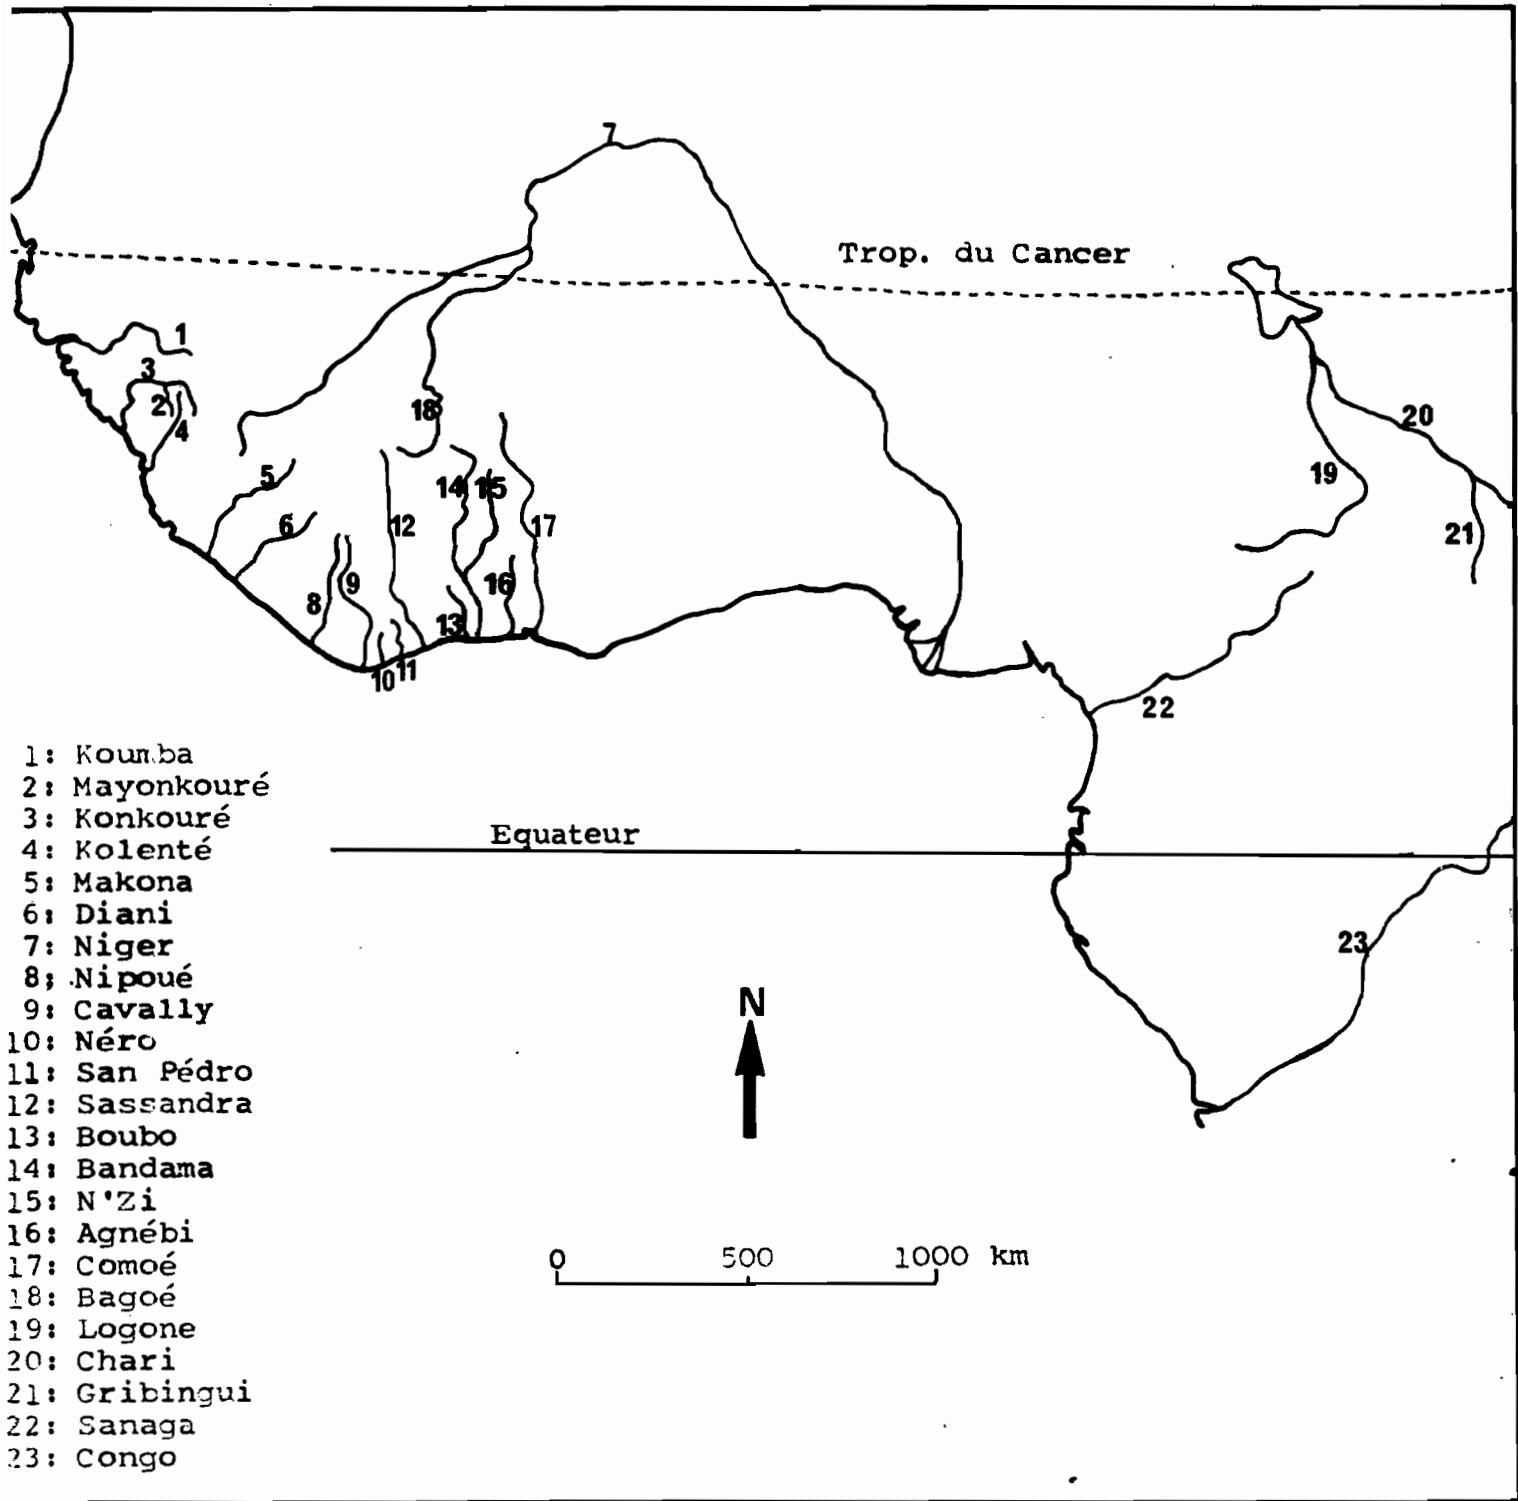 7
Trop. du Cancer
1
3
2
4
18
20
5
14
15
19
6
12
17
21
9
16
8
13
11
10
22
1: Koumba
2: Mayonkouré
3: Konkouré
4: Kolenté
5: Makona
6: Diani
7: Niger
8; Nipoué
9: Cavally
10: Néro
11: San Pédro
12: Sassandra
13: Boubo
14: Bandama
15: N'Zi
16: Agnébi
17: Comoé
18: Bagoé
19: Logone
20: Chari
21: Gribingui
22: Sanaga
23: Congo
Equateur
23
N
0 500 1000 km